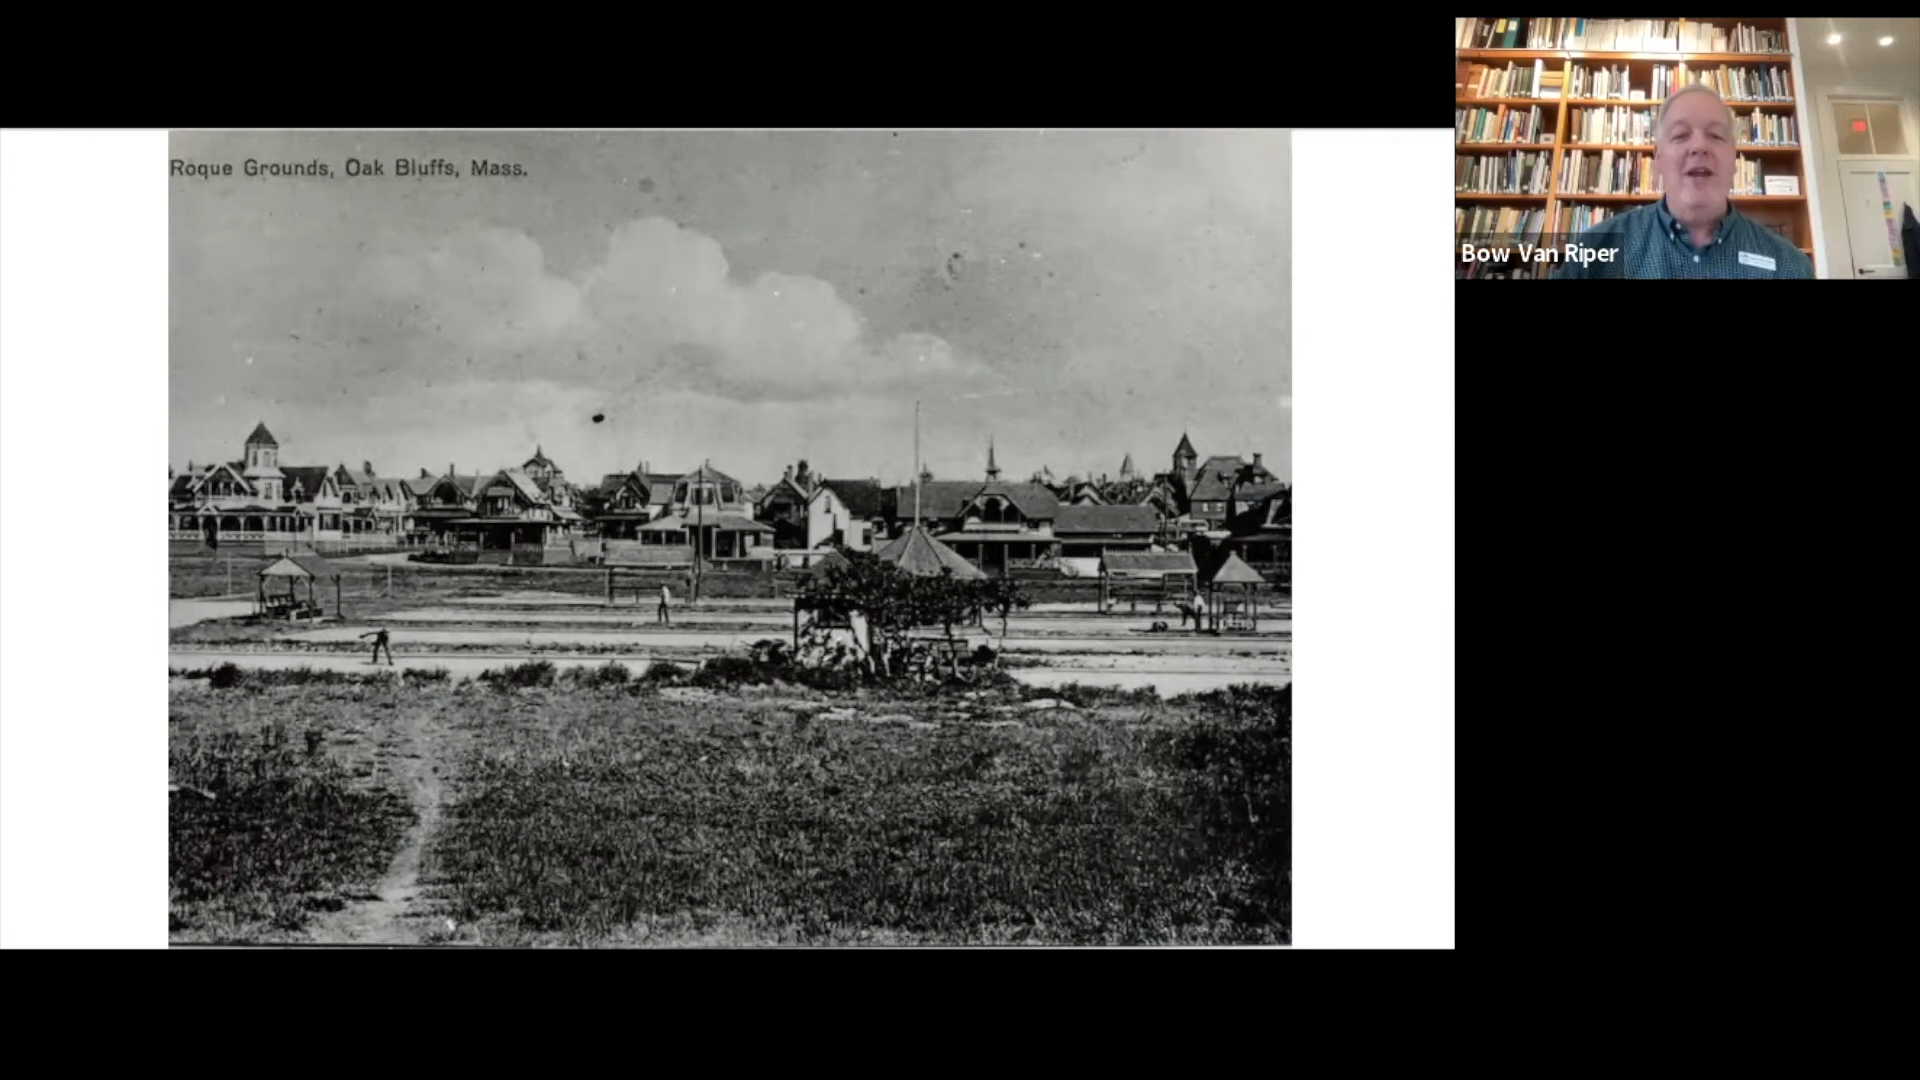 Roque Grounds, Oak Bluffs, Mass.
Bow Van Riper